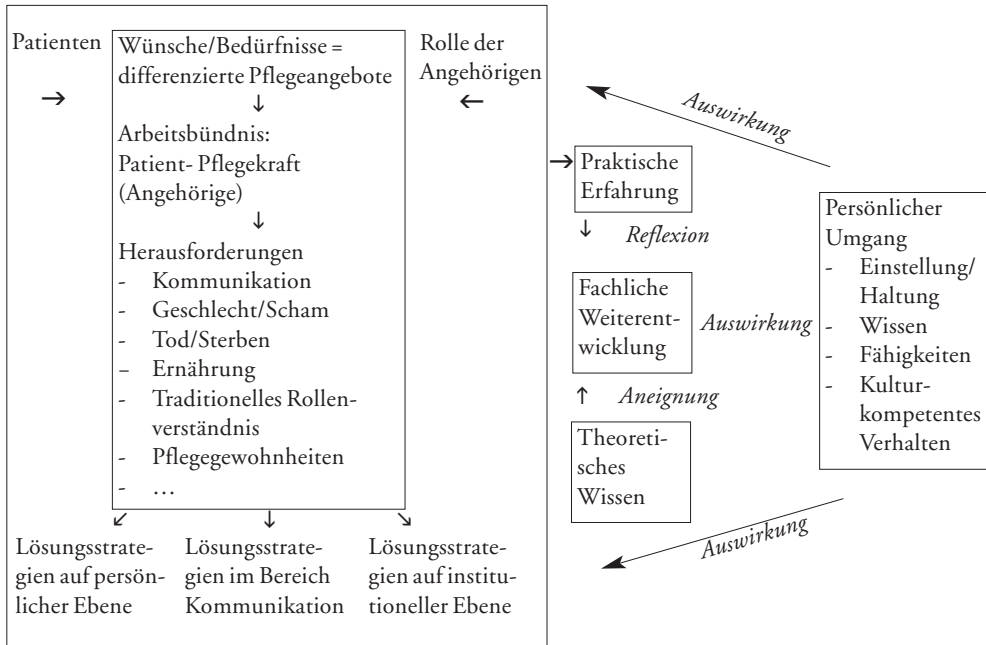 Patienten
→
Wünsche/Bedürfnisse =
differenzierte Pflegeangebote
↓
Arbeitsbündnis:
Patient- Pflegekraft
(Angehörige)
↓
Herausforderungen
- Kommunikation
- Geschlecht/Scham
- Tod/Sterben
– Ernährung
- Traditionelles Rollen-
verständnis
- Pflegegewohnheiten
- …
Rolle der
Angehörigen
←
↙ ↓ ↘
Lösungsstrate-
gien auf persön-
licher Ebene
Lösungsstrate-
gien im Bereich
Kommunikation
Lösungsstrate-
gien auf institu-
tioneller Ebene
→
Praktische
Erfahrung
↓ Reflexion
Fachliche
Weiterent-
wicklung
Auswirkung
↑ Aneignung
Theoreti-
sches
Wissen
Auswirkung
Persönlicher
Umgang
- Einstellung/
Haltung
- Wissen
- Fähigkeiten
- Kultur-
kompetentes
Verhalten
Auswirkung